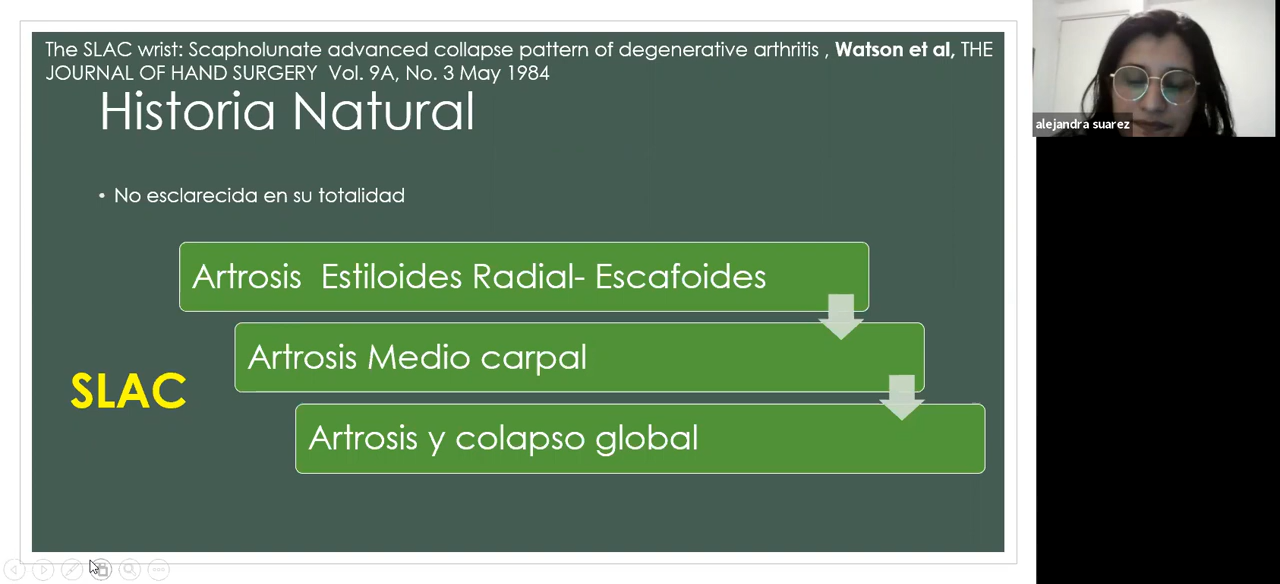 The SLAC wrist: Scapholunate advanced collapse pattern of degenerative arthritis , Watson et al, THE
JOURNAL OF HAND SURGERY Vol. 9A, No. 3 May 1984
Historia Natural
• No esclarecida en su totalidad
Artrosis Estiloides Radial- Escafoides
Artrosis Medio carpal
SLAC
Artrosis y colapso global
alejandra suarez